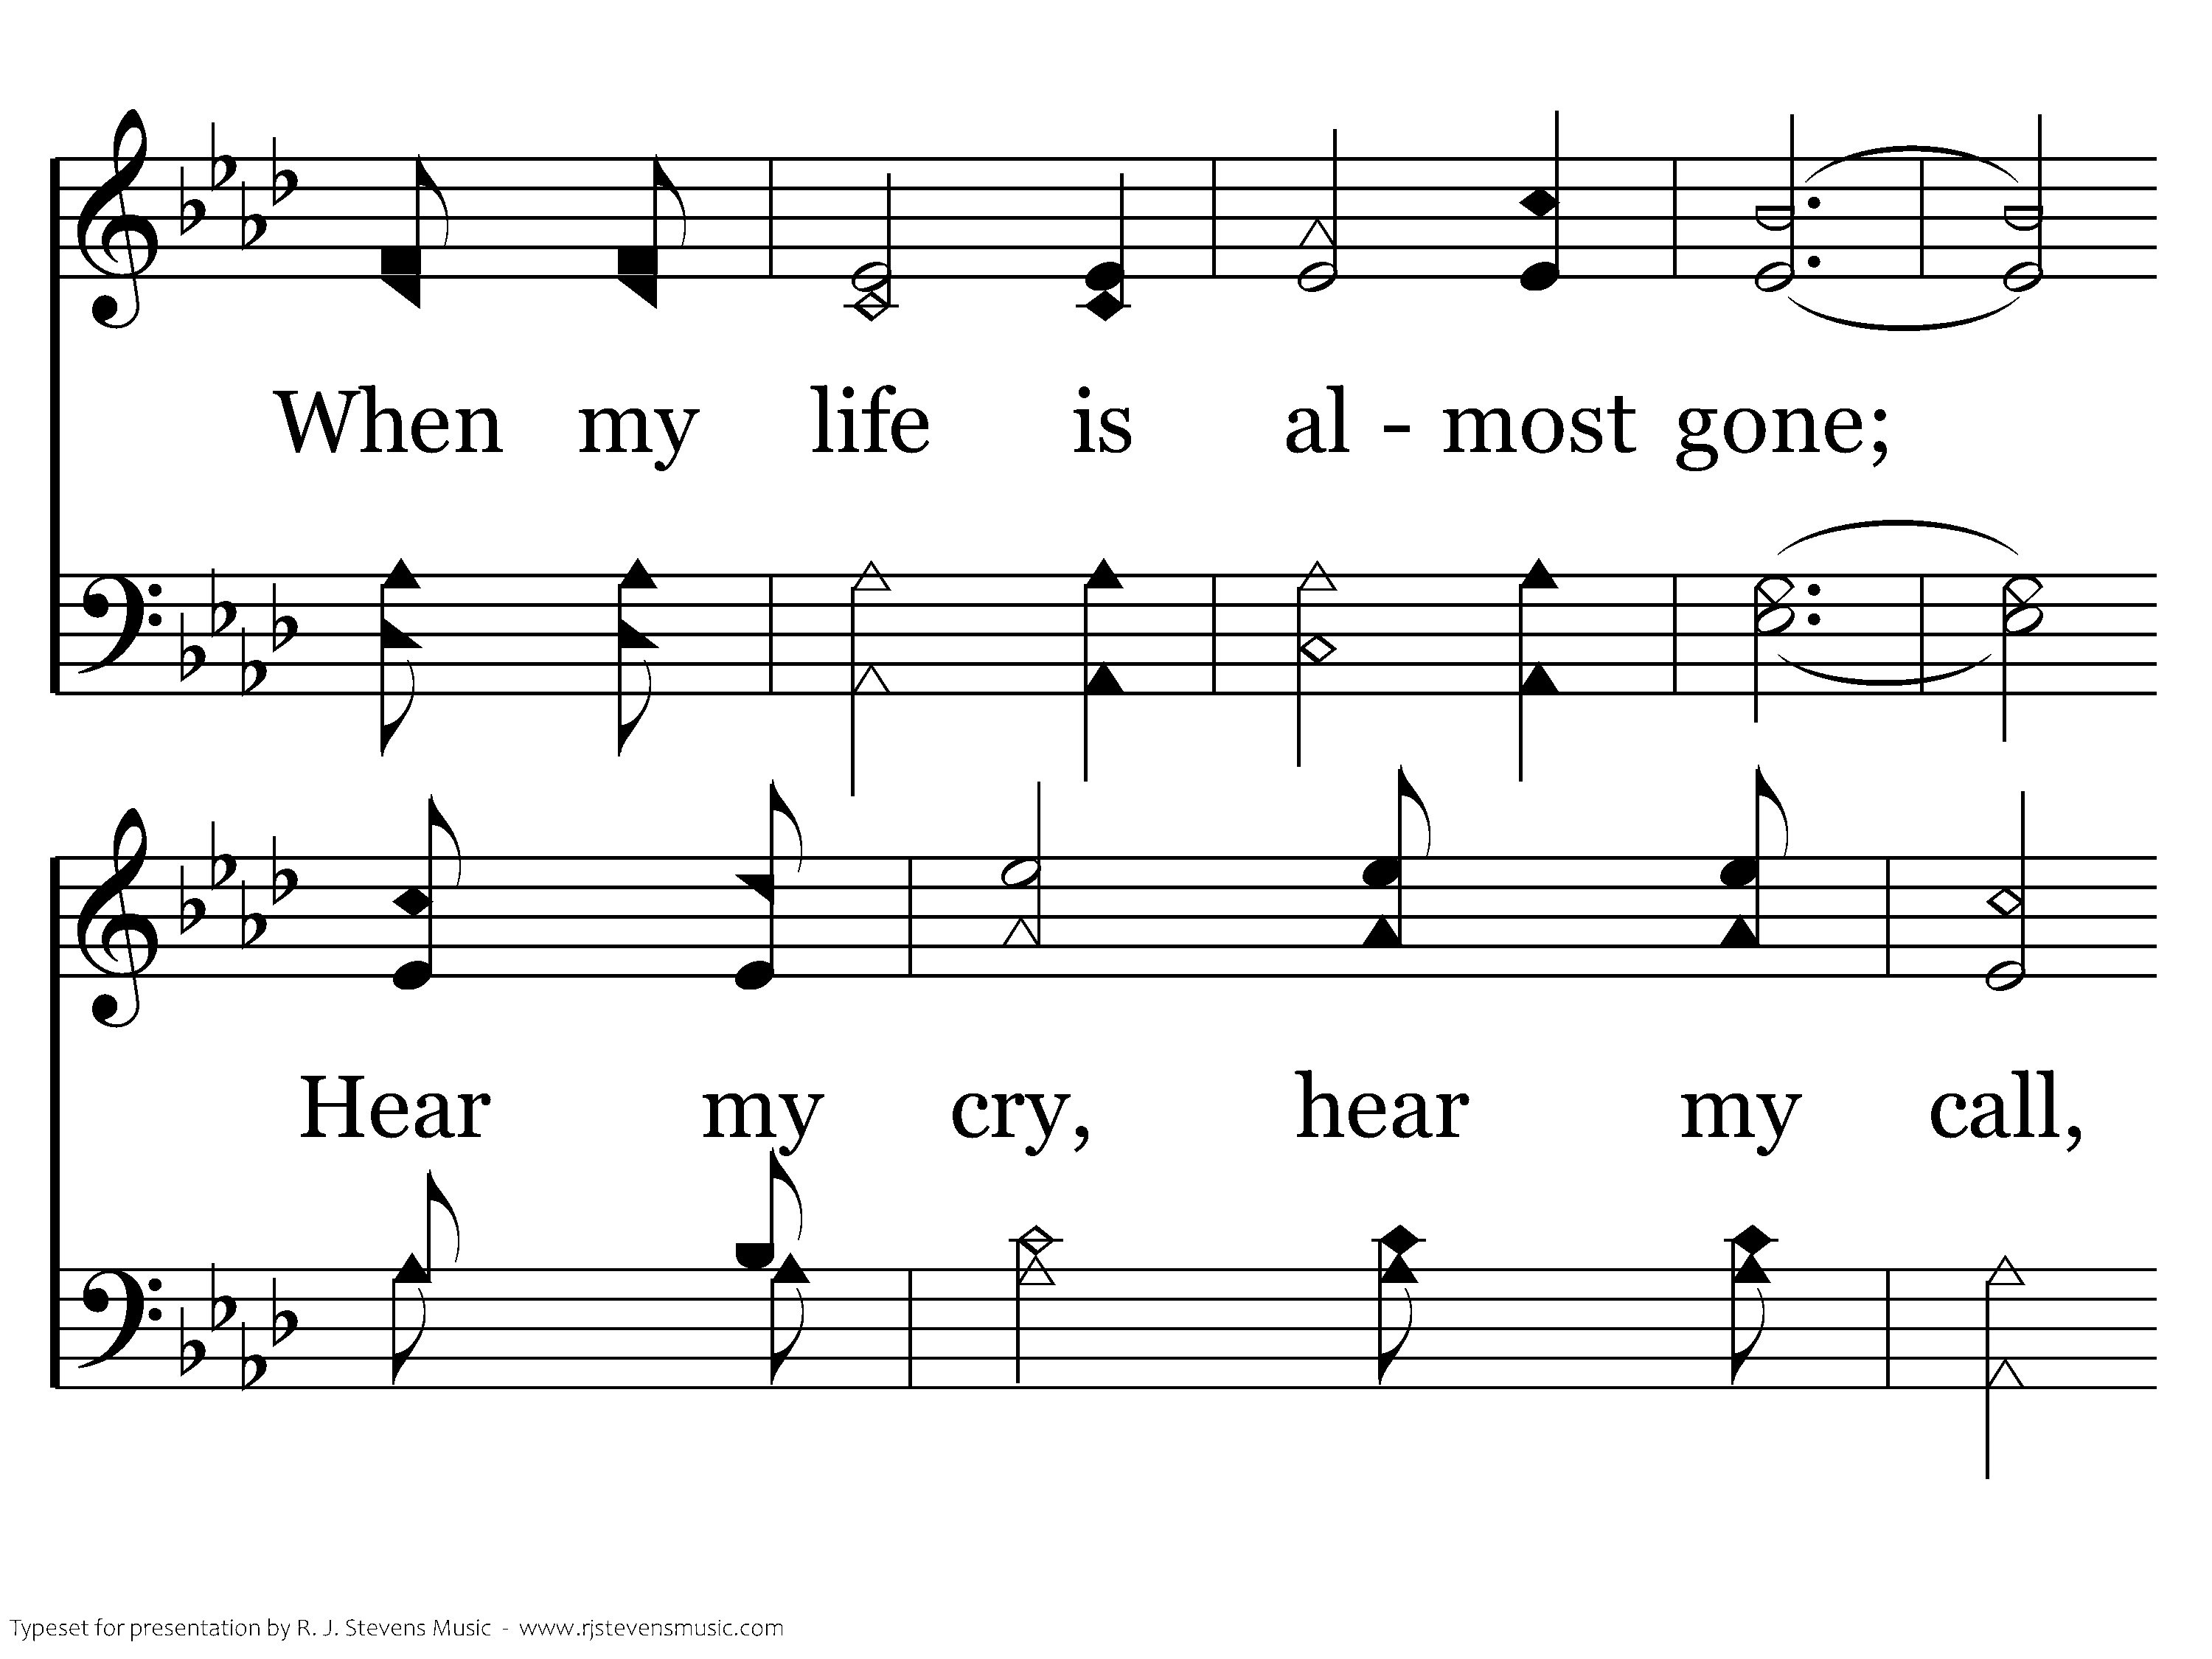 When my life is al - most gone;
Hear my cry, hear my call,
Typeset for presentation by R. J. Stevens Music - www.rjstevensmusic.com